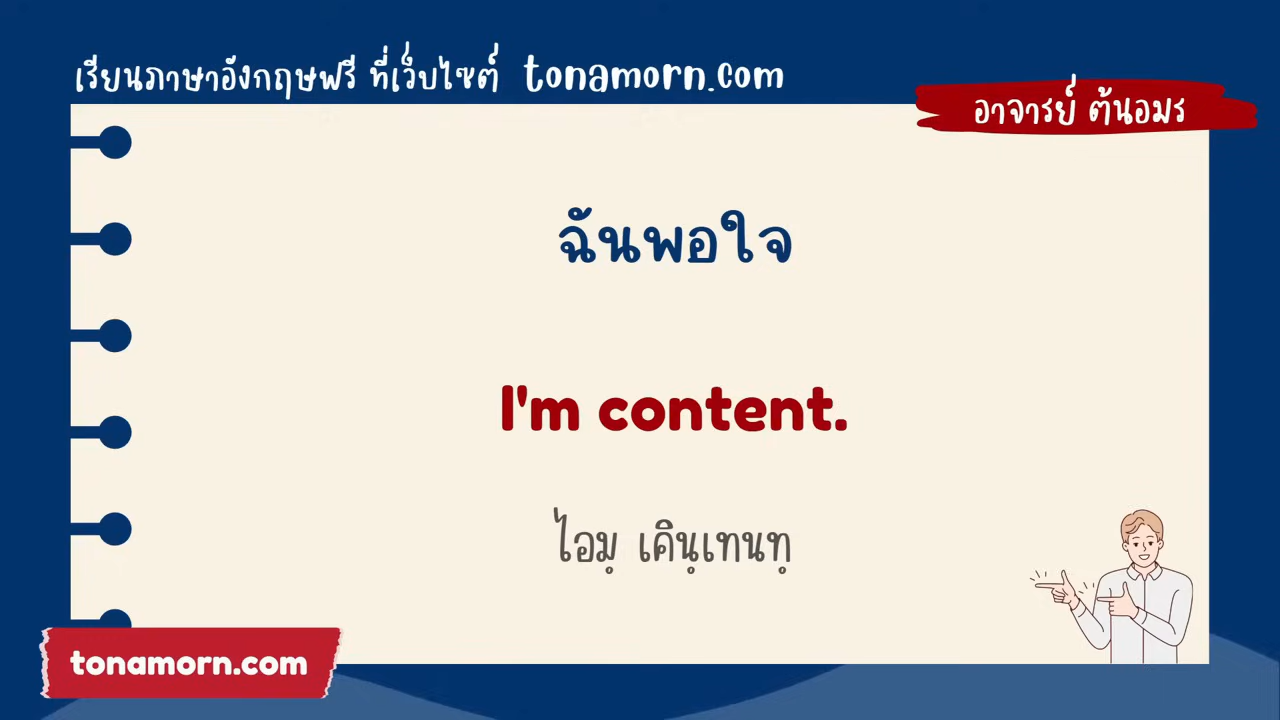 เรียนภาษาอังกฤษฟรี ที่เว็บไซต์ tonamorn.com
อาจารย์ ต้นอมร
ฉันพอใจ
I'm content.
ไอมฺ เคินฺเทนทฺ
tonamorn.com